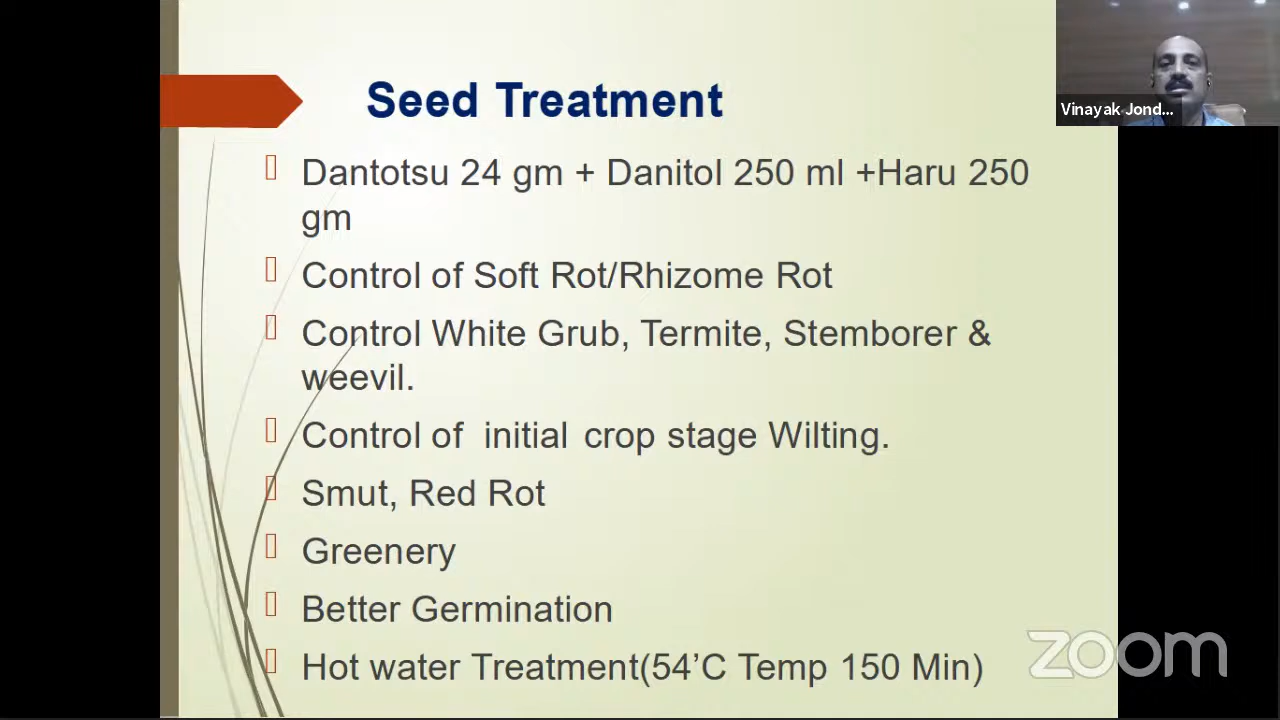 Seed Treatment
Dantotsu 24 gm + Danitol 250 ml +Haru 250
gm
Control of Soft Rot/Rhizome Rot
Control White Grub, Termite, Stemborer &
weevil.
Control of initial crop stage Wilting.
Smut, Red Rot
Greenery
Better Germination
Hot water Treatment(54’C Temp 150 Min)
Vinayak Jond...
zoom